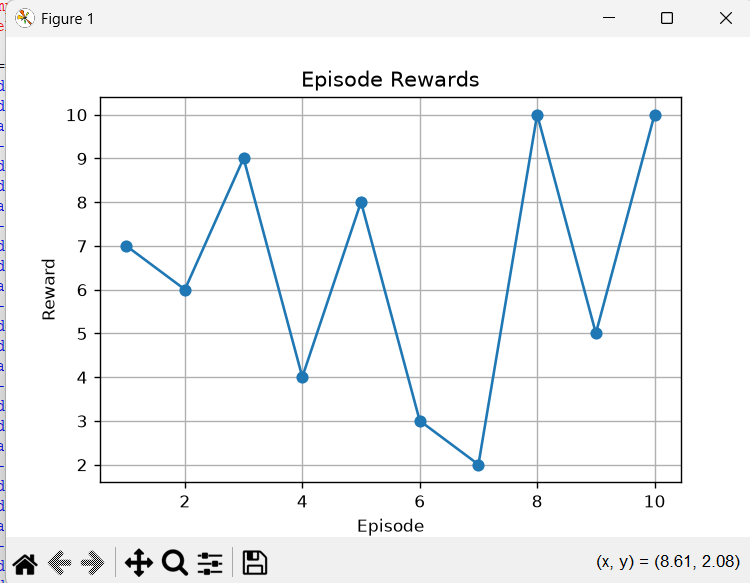 Figure 1
Episode Rewards
10
9
8
7
6
5
4
3
2
Reward
2 4 6 8 10
Episode
(x, y) = (8.61, 2.08)